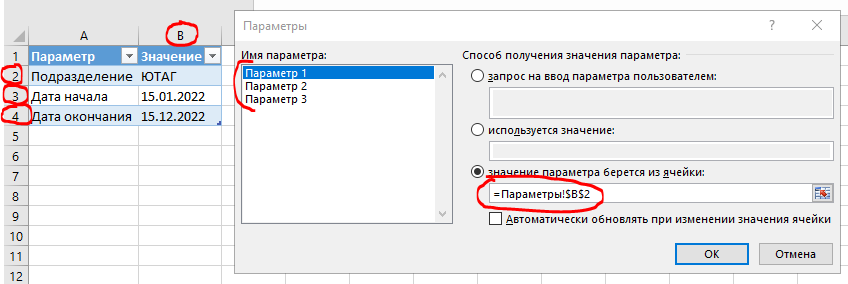 A B
1 Параметр Значение
2 Подразделение ЮТАГ
3 Дата начала 15.01.2022
4 Дата окончания 15.12.2022
5
6
7
8
9
10
11
12
Параметры ? ×
Имя параметра:
Параметр 1
Параметр 2
Параметр 3
Способ получения значения параметра:
запрос на ввод параметра пользователем:
используется значение:
значение параметра берется из ячейки:
=Параметры!$B$2
Автоматически обновлять при изменении значения ячейки
ОК Отмена